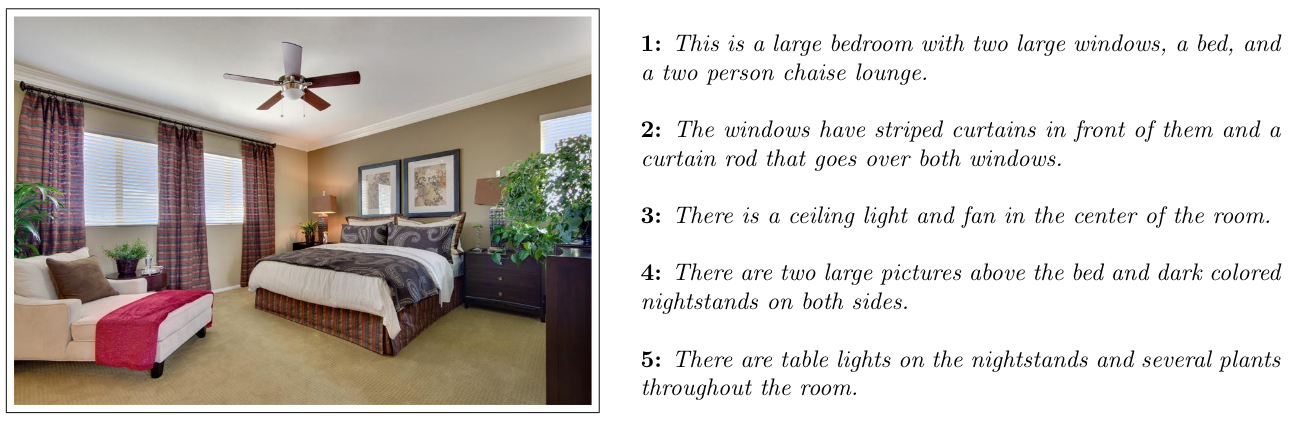 1: This is a large bedroom with two large windows, a bed, and
a two person chaise lounge.
2: The windows have striped curtains in front of them and a
curtain rod that goes over both windows.
3: There is a ceiling light and fan in the center of the room.
4: There are two large pictures above the bed and dark colored
nightstands on both sides.
5: There are table lights on the nightstands and several plants
throughout the room.